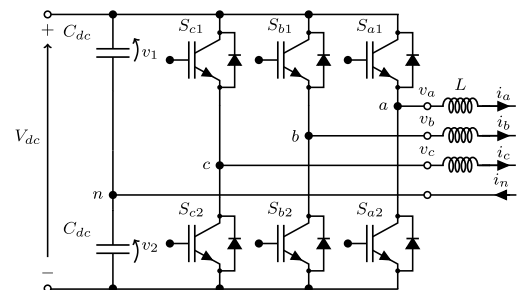 + C_dc v_1 S_c1 S_b1 S_a1
L
a v_a i_a
V_dc b v_b i_b
c v_c i_c
n i_n
S_c2 S_b2 S_a2
C_dc v_2
−